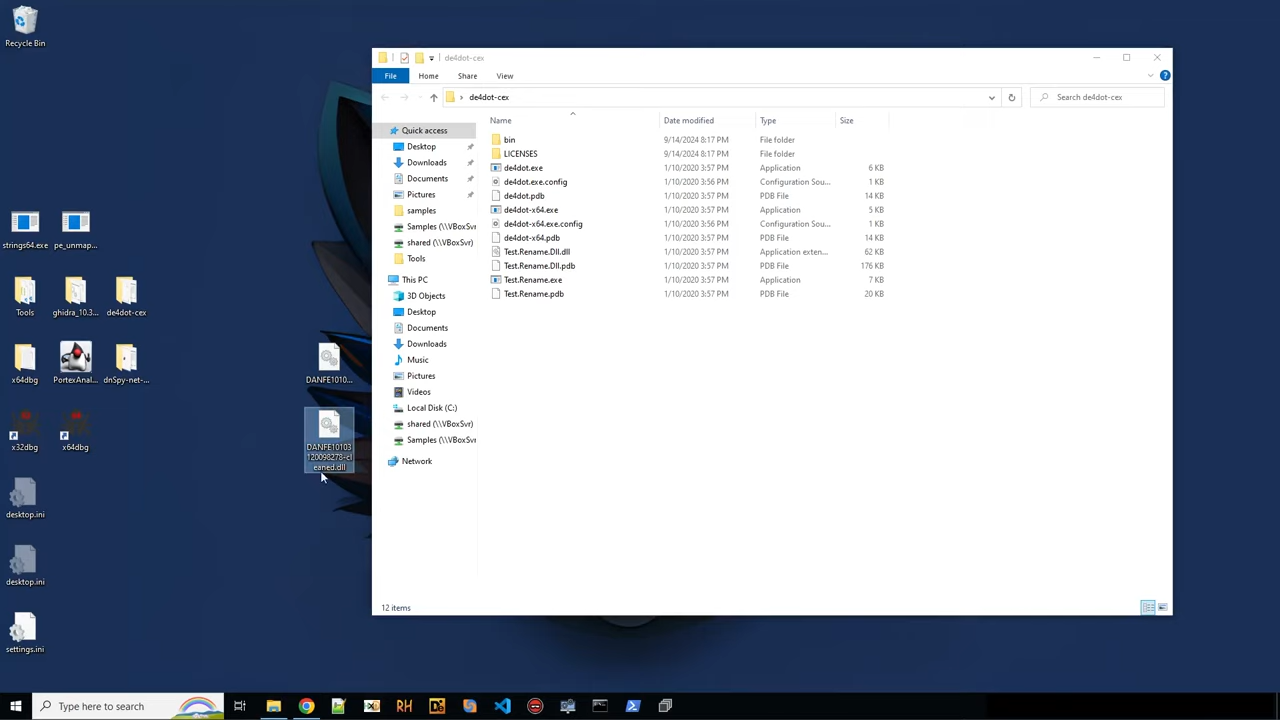 Recycle Bin
strings64.exe
pe_unmap...
Tools
ghidra_10.3...
de4dot-cex
x64dbg
PortexAnal...
dnSpy-net-...
x32dbg
x64dbg
desktop.ini
desktop.ini
settings.ini
DANFE1010...
DANFE10103
120098278-cl
eaned.dll
de4dot-cex
File
Home
Share
View
de4dot-cex
Search de4dot-cex
Quick access
Desktop
Downloads
Documents
Pictures
samples
Samples (\\VBoxSvr
shared (\\VBoxSvr)
Tools
This PC
3D Objects
Desktop
Documents
Downloads
Music
Pictures
Videos
Local Disk (C:)
shared (\\VBoxSvr)
Samples (\\VBoxSvr
Network
Name Date modified Type Size
bin 9/14/2024 8:17 PM File folder
LICENSES 9/14/2024 8:17 PM File folder
de4dot.exe 1/10/2020 3:57 PM Application 6 KB
de4dot.exe.config 1/10/2020 3:56 PM Configuration Sou... 1 KB
de4dot.pdb 1/10/2020 3:57 PM PDB File 14 KB
de4dot-x64.exe 1/10/2020 3:57 PM Application 5 KB
de4dot-x64.exe.config 1/10/2020 3:56 PM Configuration Sou... 1 KB
de4dot-x64.pdb 1/10/2020 3:57 PM PDB File 14 KB
Test.Rename.Dll.dll 1/10/2020 3:57 PM Application exten... 62 KB
Test.Rename.Dll.pdb 1/10/2020 3:57 PM PDB File 176 KB
Test.Rename.exe 1/10/2020 3:57 PM Application 7 KB
Test.Rename.pdb 1/10/2020 3:57 PM PDB File 20 KB
12 items
Type here to search
RH